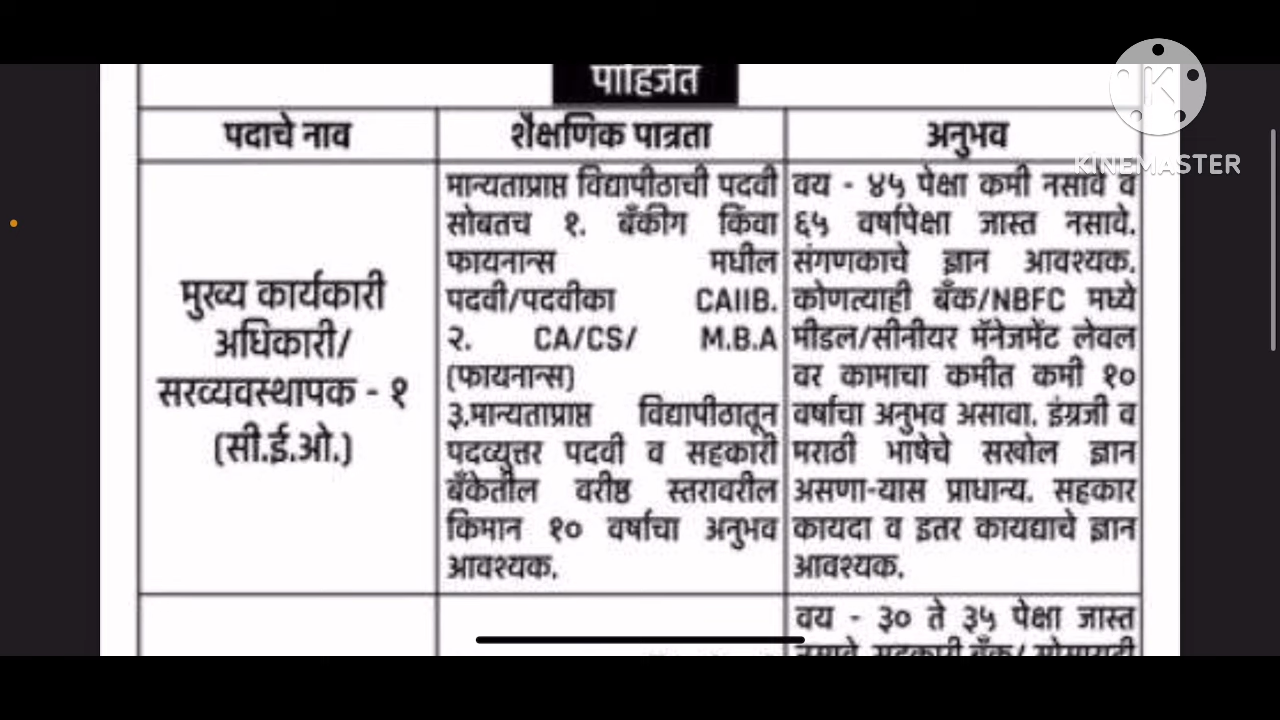 पाहिजेत
पदाचे नाव
शैक्षणिक पात्रता
अनुभव
मुख्य कार्यकारी
अधिकारी/
सरव्यवस्थापक - १
(सी.ई.ओ.)
मान्यताप्राप्त विद्यापीठाची पदवी
सोबतच १. बँकीग किंवा
फायनान्स मधील
पदवी/पदवीका CAIIB.
२. CA/CS/ M.B.A
(फायनान्स)
३.मान्यताप्राप्त विद्यापीठातून
पदव्युत्तर पदवी व सहकारी
बँकेतील वरीष्ठ स्तरावरील
किमान १० वर्षाचा अनुभव
आवश्यक.
वय - ४५ पेक्षा कमी नसावे व
६५ वर्षापेक्षा जास्त नसावे.
संगणकाचे ज्ञान आवश्यक.
कोणत्याही बँक/NBFC मध्ये
मीडल/सीनीयर मॅनेजमेंट लेवल
वर कामाचा कमीत कमी १०
वर्षाचा अनुभव असावा. इंग्रजी व
मराठी भाषेचे सखोल ज्ञान
असणा-यास प्राधान्य. सहकार
कायदा व इतर कायद्याचे ज्ञान
आवश्यक.
वय - ३० ते ३५ पेक्षा जास्त
KINEMASTER